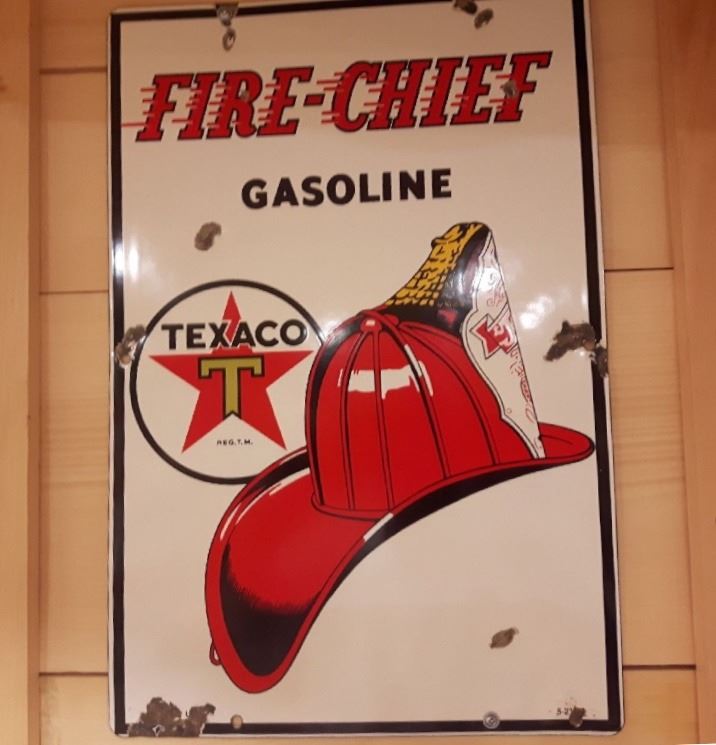 FIRE-CHIEF
GASOLINE
TEXACO
T
REG.T.M.